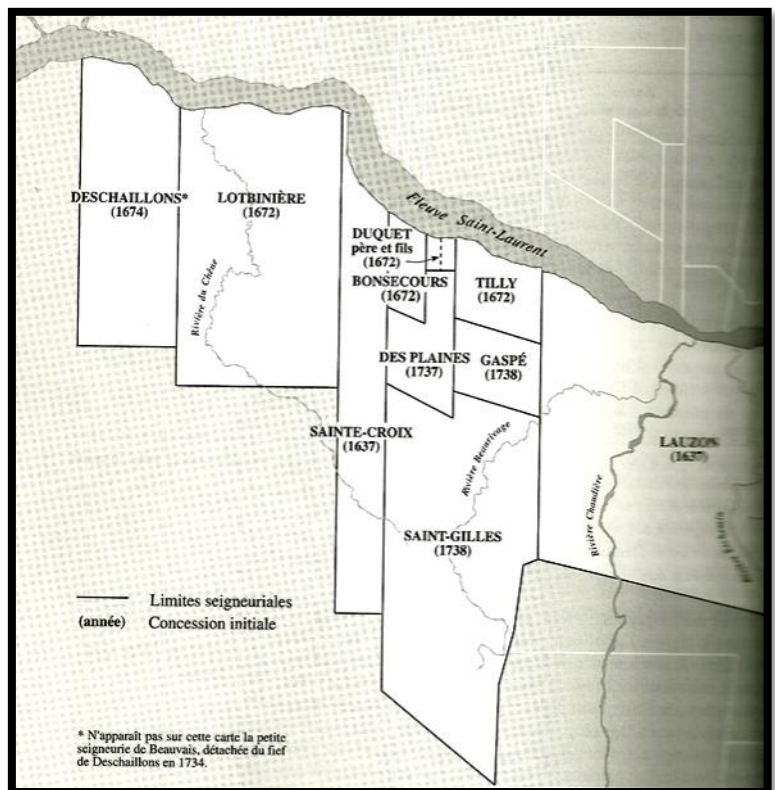 DESCHAILLONS*
(1674)
LOTBINIÈRE
(1672)
Fleuve Saint-Laurent
DUQUET
père et fils
(1672)
BONSECOURS
(1672)
TILLY
(1672)
Rivière du Chêne
DES PLAINES
(1737)
GASPÉ
(1738)
SAINTE-CROIX
(1637)
Rivière Beaurivage
LAUZON
(1637)
Rivière Chaudière
SAINT-GILLES
(1738)
Limites seigneuriales
(année) Concession initiale
* N'apparaît pas sur cette carte la petite
seigneurie de Beauvais, détachée du fief
de Deschaillons en 1734.